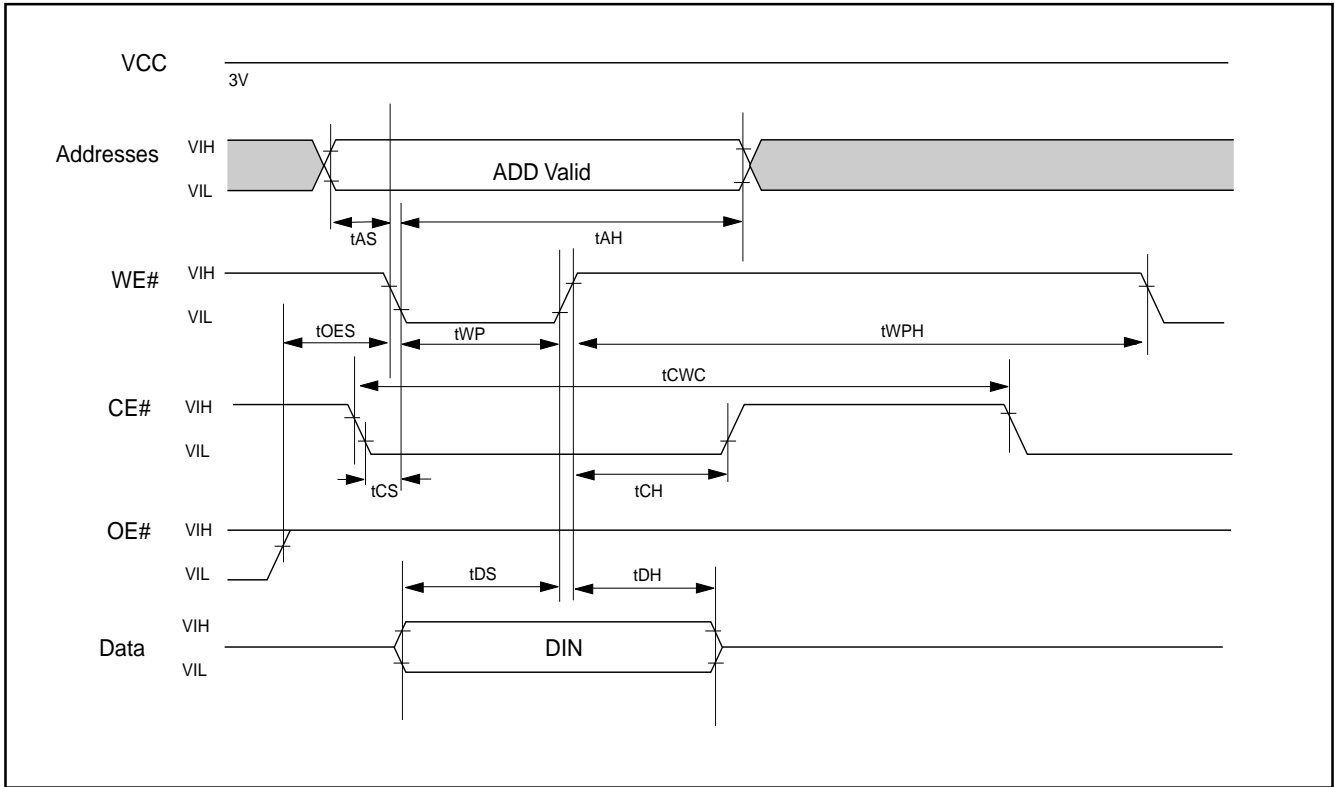 VCC
3V
Addresses
VIH
VIL
ADD Valid
tAS
tAH
WE#
VIH
VIL
tOES
tWP
tWPH
tCWC
CE#
VIH
VIL
tCS
tCH
OE#
VIH
VIL
tDS
tDH
Data
VIH
VIL
DIN